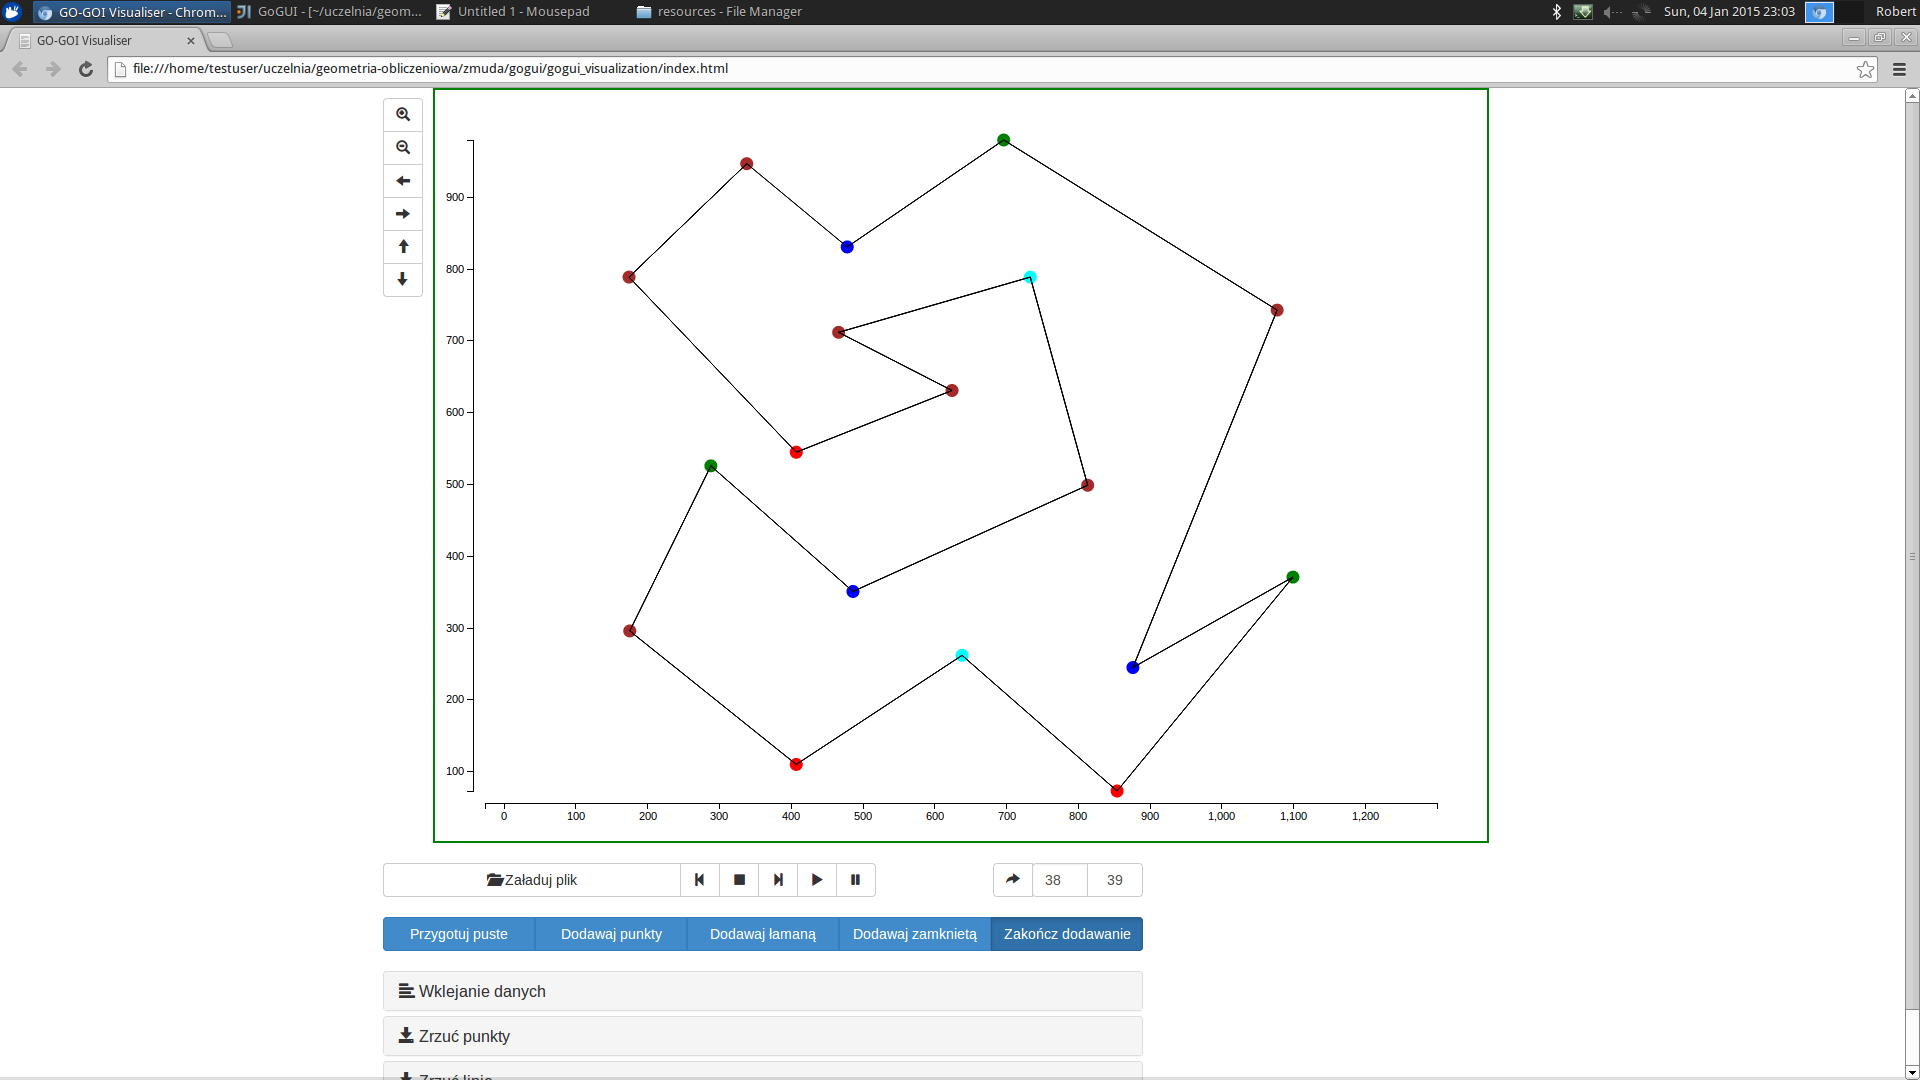 GO-GOI Visualiser - Chrom...
GoGUI - [~/uczelnia/geom...
Untitled 1 - Mousepad
resources - File Manager
Sun, 04 Jan 2015 23:03
Robert
GO-GOI Visualiser
file:///home/testuser/uczelnia/geometria-obliczeniowa/zmuda/gogui/gogui_visualization/index.html
900
800
700
600
500
400
300
200
100
0 100 200 300 400 500 600 700 800 900 1,000 1,100 1,200
Załaduj plik
38 39
Przygotuj puste
Dodawaj punkty
Dodawaj łamaną
Dodawaj zamkniętą
Zakończ dodawanie
Wklejanie danych
Zrzuć punkty
Zrzuć linie